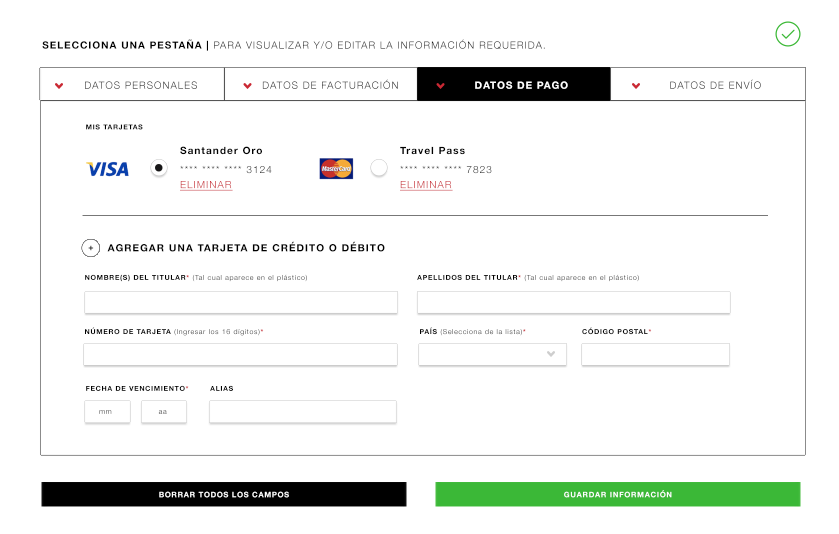 SELECCIONA UNA PESTAÑA | PARA VISUALIZAR Y/O EDITAR LA INFORMACIÓN REQUERIDA.
DATOS PERSONALES DATOS DE FACTURACIÓN DATOS DE PAGO DATOS DE ENVÍO
MIS TARJETAS
VISA Santander Oro MasterCard Travel Pass
**** **** **** 3124 **** **** **** 7823
ELIMINAR ELIMINAR
+ AGREGAR UNA TARJETA DE CRÉDITO O DÉBITO
NOMBRE(S) DEL TITULAR* (Tal cual aparece en el plástico) APELLIDOS DEL TITULAR* (Tal cual aparece en el plástico)
NÚMERO DE TARJETA (Ingresar los 16 dígitos)* PAÍS (Selecciona de la lista)* CÓDIGO POSTAL*
FECHA DE VENCIMIENTO* ALIAS
mm aa
BORRAR TODOS LOS CAMPOS GUARDAR INFORMACIÓN